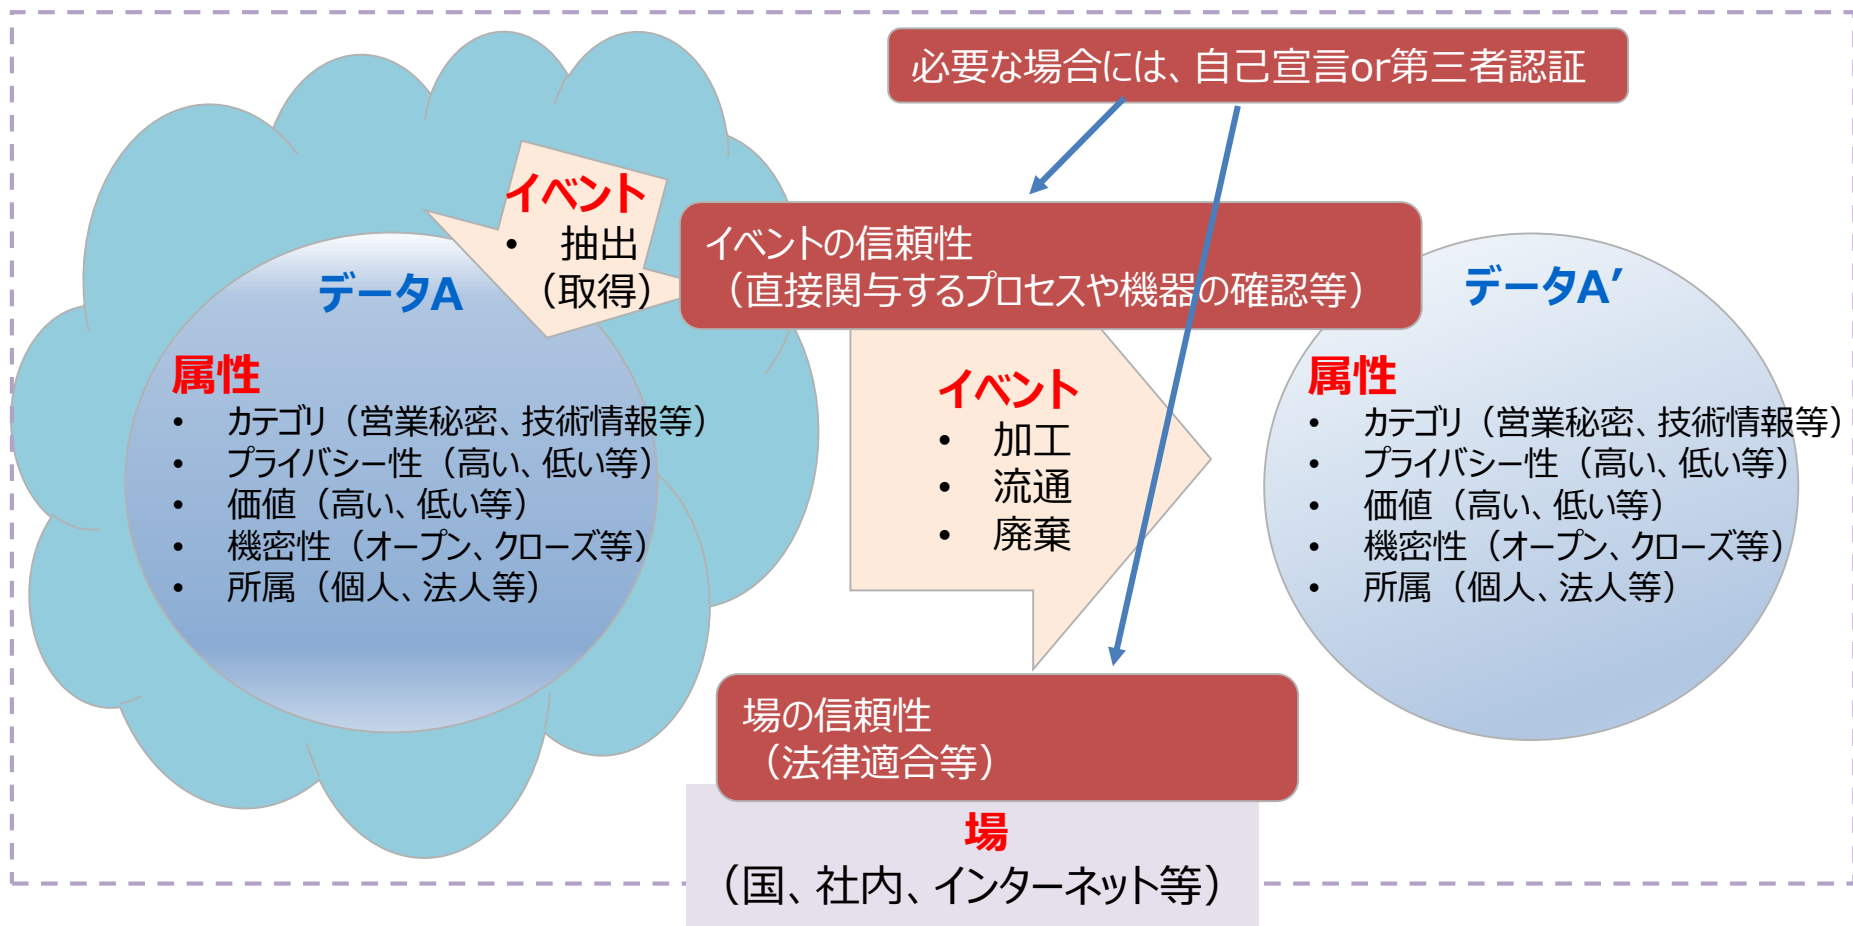 必要な場合には、自己宣言or第三者認証
イベント
• 抽出
（取得）
イベントの信頼性
（直接関与するプロセスや機器の確認等）
データA
属性
• カテゴリ（営業秘密、技術情報等）
• プライバシー性（高い、低い等）
• 価値（高い、低い等）
• 機密性（オープン、クローズ等）
• 所属（個人、法人等）
イベント
• 加工
• 流通
• 廃棄
データA’
属性
• カテゴリ（営業秘密、技術情報等）
• プライバシー性（高い、低い等）
• 価値（高い、低い等）
• 機密性（オープン、クローズ等）
• 所属（個人、法人等）
場の信頼性
（法律適合等）
場
（国、社内、インターネット等）